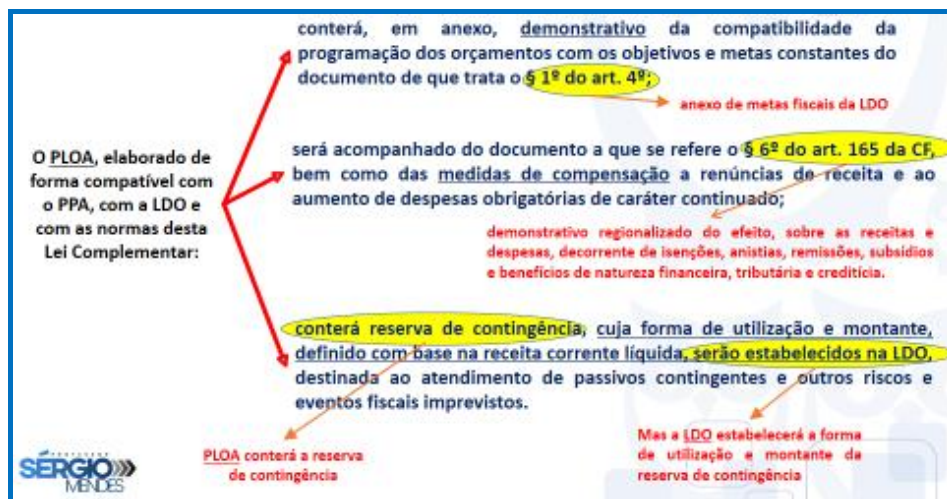 conterá, em anexo, demonstrativo da compatibilidade da
programação dos orçamentos com os objetivos e metas constantes do
documento de que trata o § 1º do art. 4º;
anexo de metas fiscais da LDO
O PLOA, elaborado de
forma compatível com
o PPA, com a LDO e
com as normas desta
Lei Complementar:
será acompanhado do documento a que se refere o § 6º do art. 165 da CF,
bem como das medidas de compensação a renúncias de receita e ao
aumento de despesas obrigatórias de caráter continuado;
demonstrativo regionalizado do efeito, sobre as receitas e
despesas, decorrente de isenções, anistias, remissões, subsídios
e benefícios de natureza financeira, tributária e creditícia.
conterá reserva de contingência, cuja forma de utilização e montante,
definido com base na receita corrente líquida, serão estabelecidos na LDO,
destinada ao atendimento de passivos contingentes e outros riscos e
eventos fiscais imprevistos.
PLOA conterá a reserva
de contingência
Mas a LDO estabelecerá a forma
de utilização e montante da
reserva de contingência
PROFESSOR
SÉRGIO
MENDES